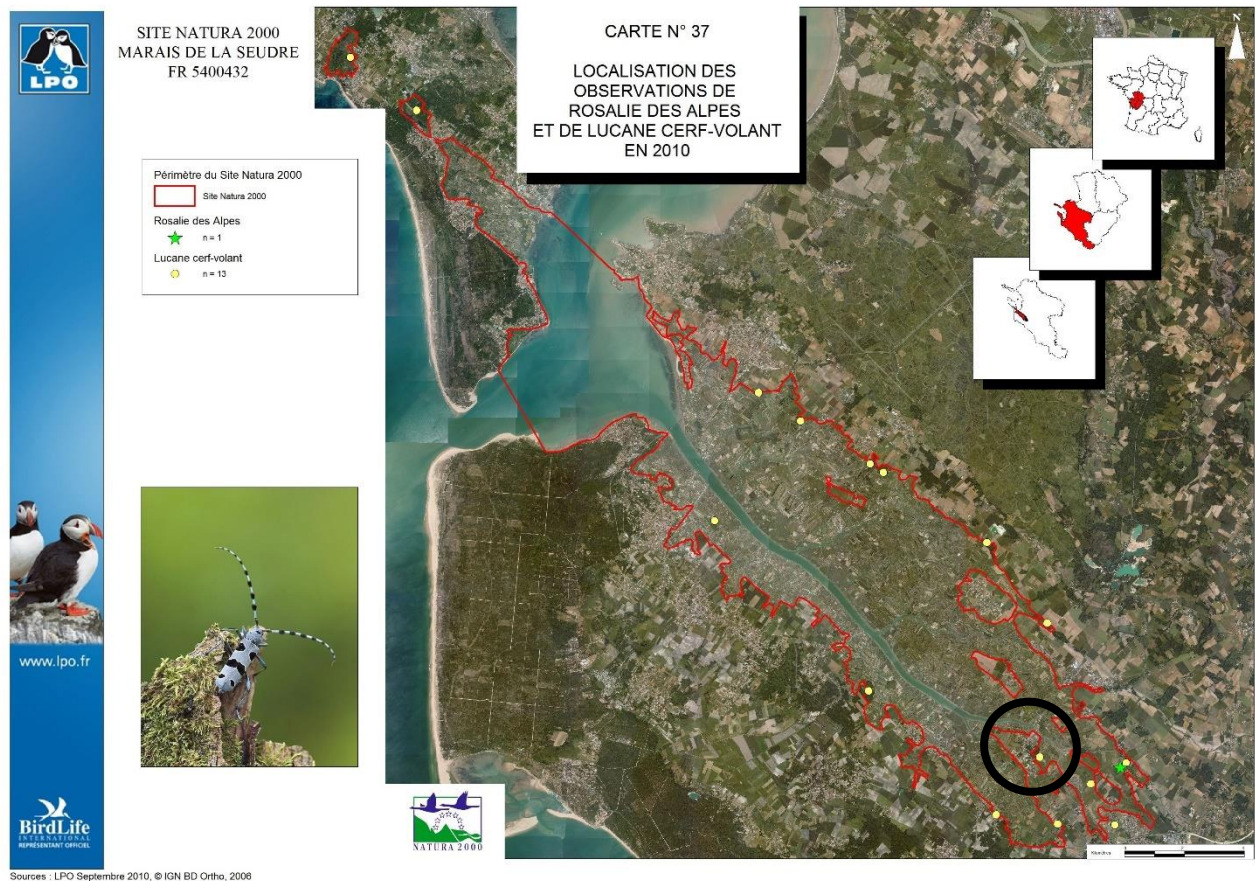 LPO
SITE NATURA 2000
MARAIS DE LA SEUDRE
FR 5400432
CARTE N° 37
LOCALISATION DES
OBSERVATIONS DE
ROSALIE DES ALPES
ET DE LUCANE CERF-VOLANT
EN 2010
N
Périmètre du Site Natura 2000
Site Natura 2000
Rosalie des Alpes
n = 1
Lucane cerf-volant
n = 13
www.lpo.fr
BirdLife
INTERNATIONAL
REPRÉSENTANT OFFICIEL
NATURA 2000
Kilomètres
Sources : LPO Septembre 2010, © IGN BD Ortho, 2006